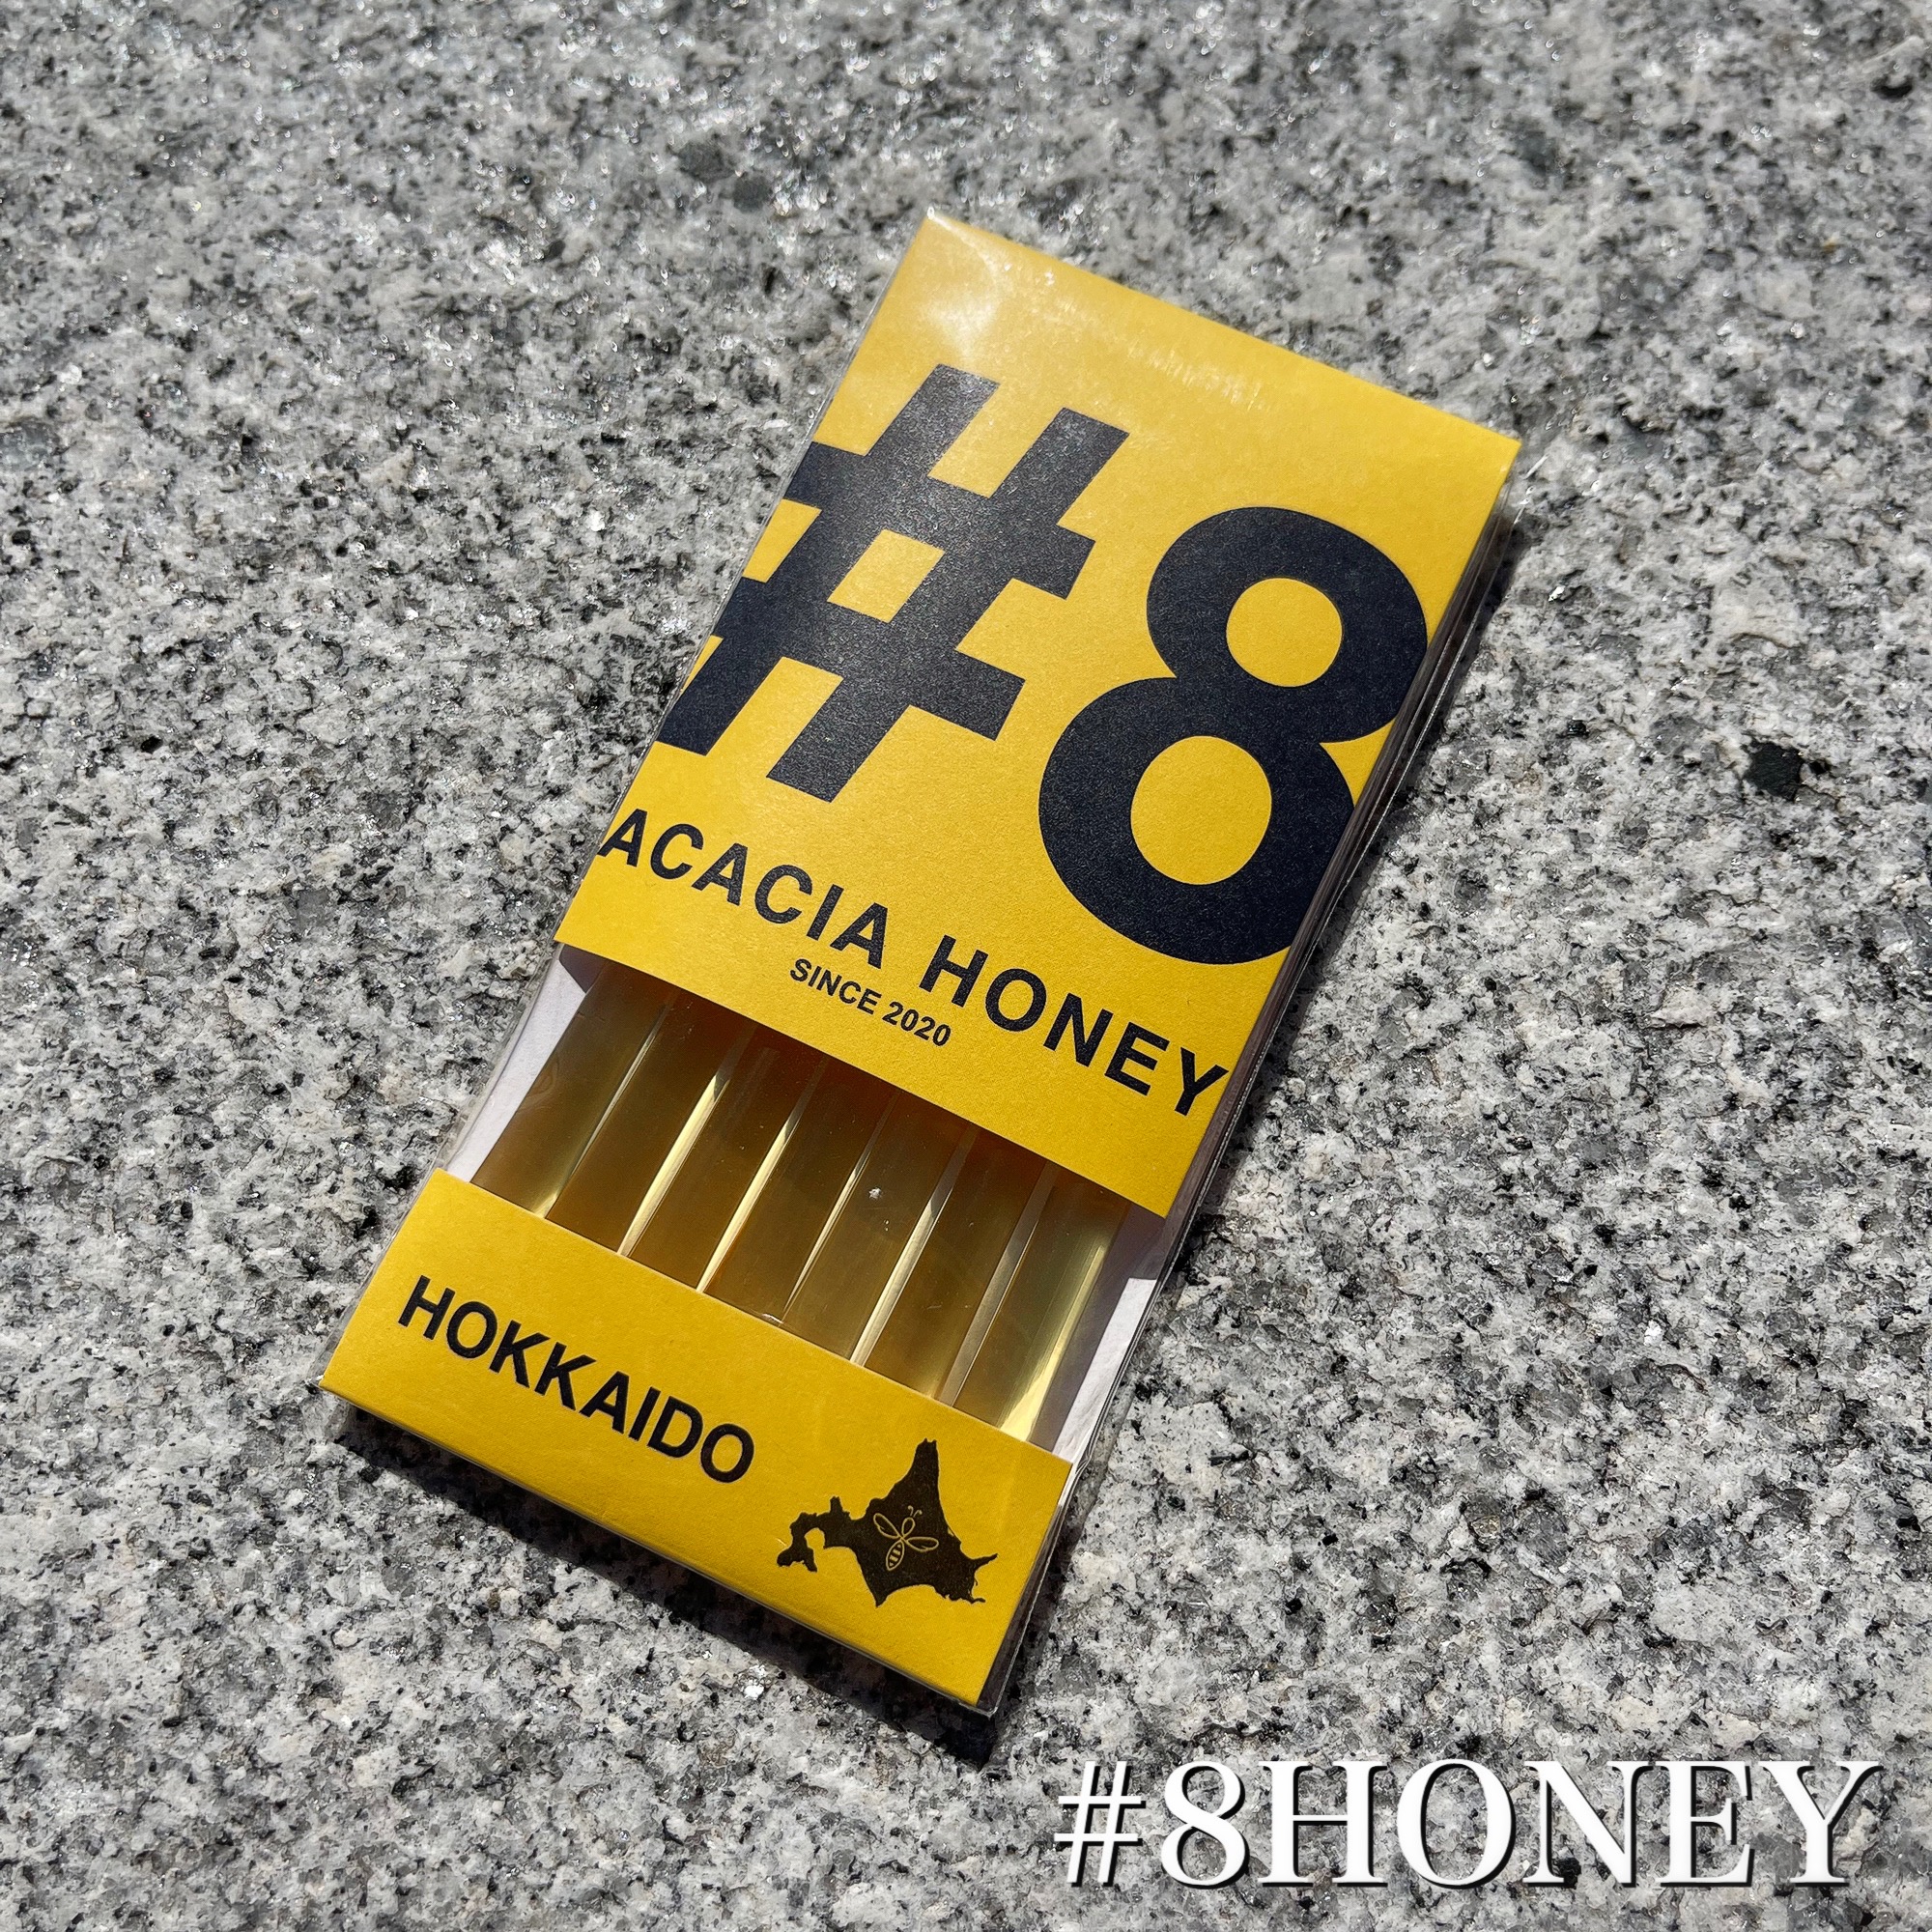 #8
ACACIA HONEY
SINCE 2020
HOKKAIDO
#8HONEY